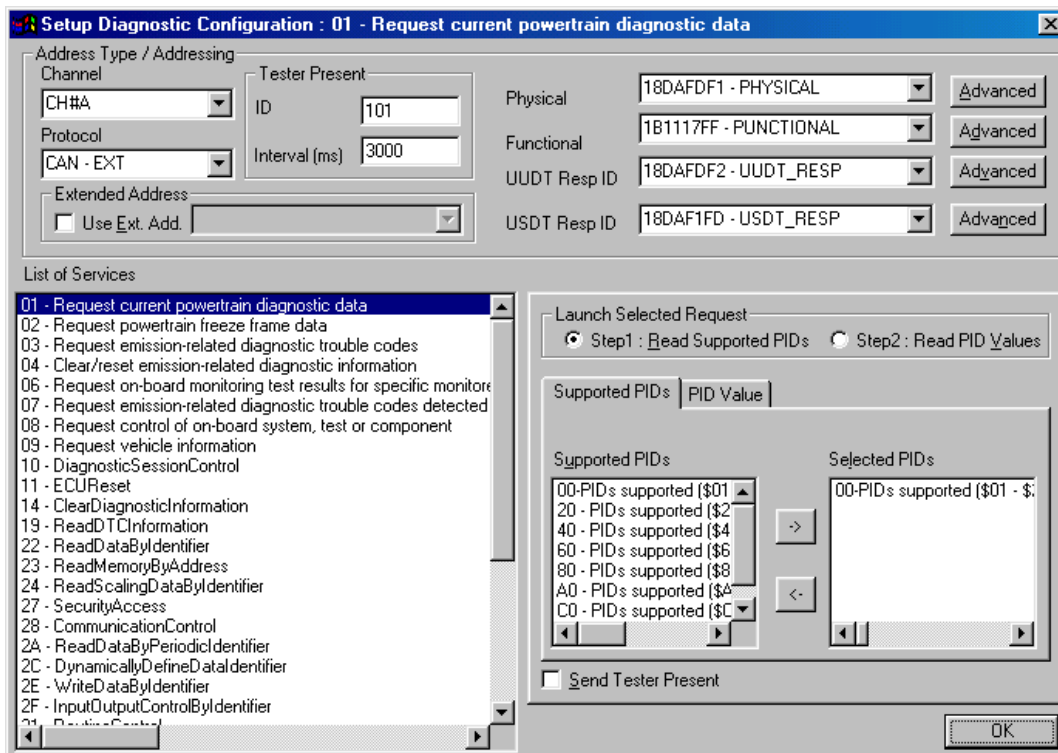 Setup Diagnostic Configuration : 01 - Request current powertrain diagnostic data
Address Type / Addressing
Channel
CH#A
Protocol
CAN - EXT
Tester Present
ID
101
Interval (ms)
3000
Extended Address
Use Ext. Add.
Physical
18DAFDF1 - PHYSICAL
Advanced
Functional
1B1117FF - PUNCTIONAL
Advanced
UUDT Resp ID
18DAFDF2 - UUDT_RESP
Advanced
USDT Resp ID
18DAF1FD - USDT_RESP
Advanced
List of Services
01 - Request current powertrain diagnostic data
02 - Request powertrain freeze frame data
03 - Request emission-related diagnostic trouble codes
04 - Clear/reset emission-related diagnostic information
06 - Request on-board monitoring test results for specific monitore
07 - Request emission-related diagnostic trouble codes detected
08 - Request control of on-board system, test or component
09 - Request vehicle information
10 - DiagnosticSessionControl
11 - ECUReset
14 - ClearDiagnosticInformation
19 - ReadDTCInformation
22 - ReadDataByIdentifier
23 - ReadMemoryByAddress
24 - ReadScalingDataByIdentifier
27 - SecurityAccess
28 - CommunicationControl
2A - ReadDataByPeriodicIdentifier
2C - DynamicallyDefineDataIdentifier
2E - WriteDataByIdentifier
2F - InputOutputControlByIdentifier
31 - RoutineControl
Launch Selected Request
Step1 : Read Supported PIDs
Step2 : Read PID Values
Supported PIDs
PID Value
Supported PIDs
00-PIDs supported ($01
20 - PIDs supported ($2
40 - PIDs supported ($4
60 - PIDs supported ($6
80 - PIDs supported ($8
A0 - PIDs supported ($A
C0 - PIDs supported ($C
->
<-
Selected PIDs
00-PIDs supported ($01 - $
Send Tester Present
OK